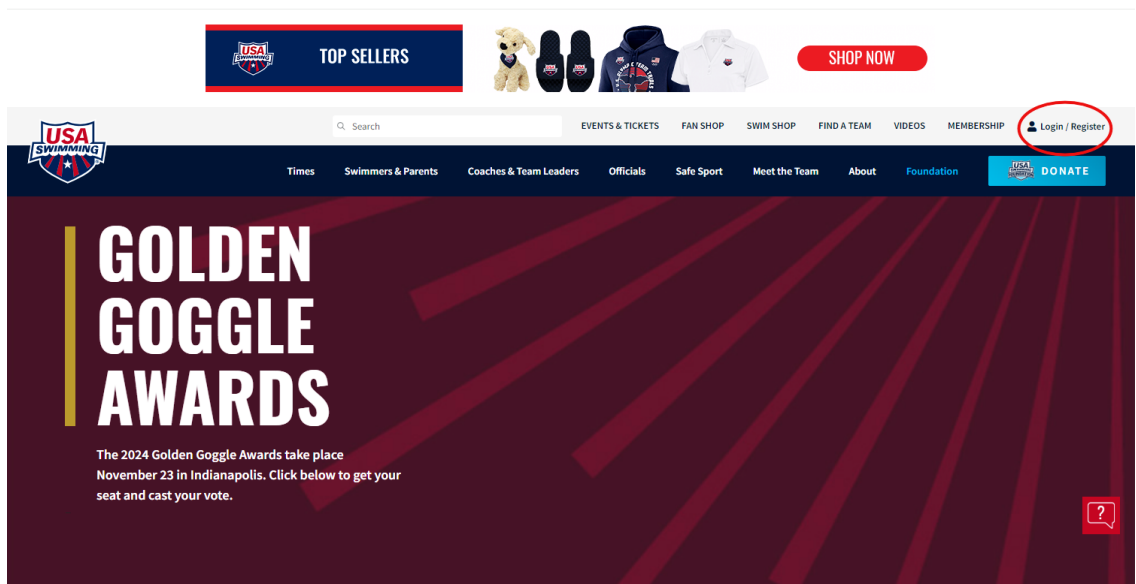 USA
SWIMMING
TOP SELLERS
SHOP NOW
USA
SWIMMING
Search
EVENTS & TICKETS FAN SHOP SWIM SHOP FIND A TEAM VIDEOS MEMBERSHIP Login / Register
Times Swimmers & Parents Coaches & Team Leaders Officials Safe Sport Meet the Team About Foundation DONATE
GOLDEN
GOGGLE
AWARDS
The 2024 Golden Goggle Awards take place
November 23 in Indianapolis. Click below to get your
seat and cast your vote.
?